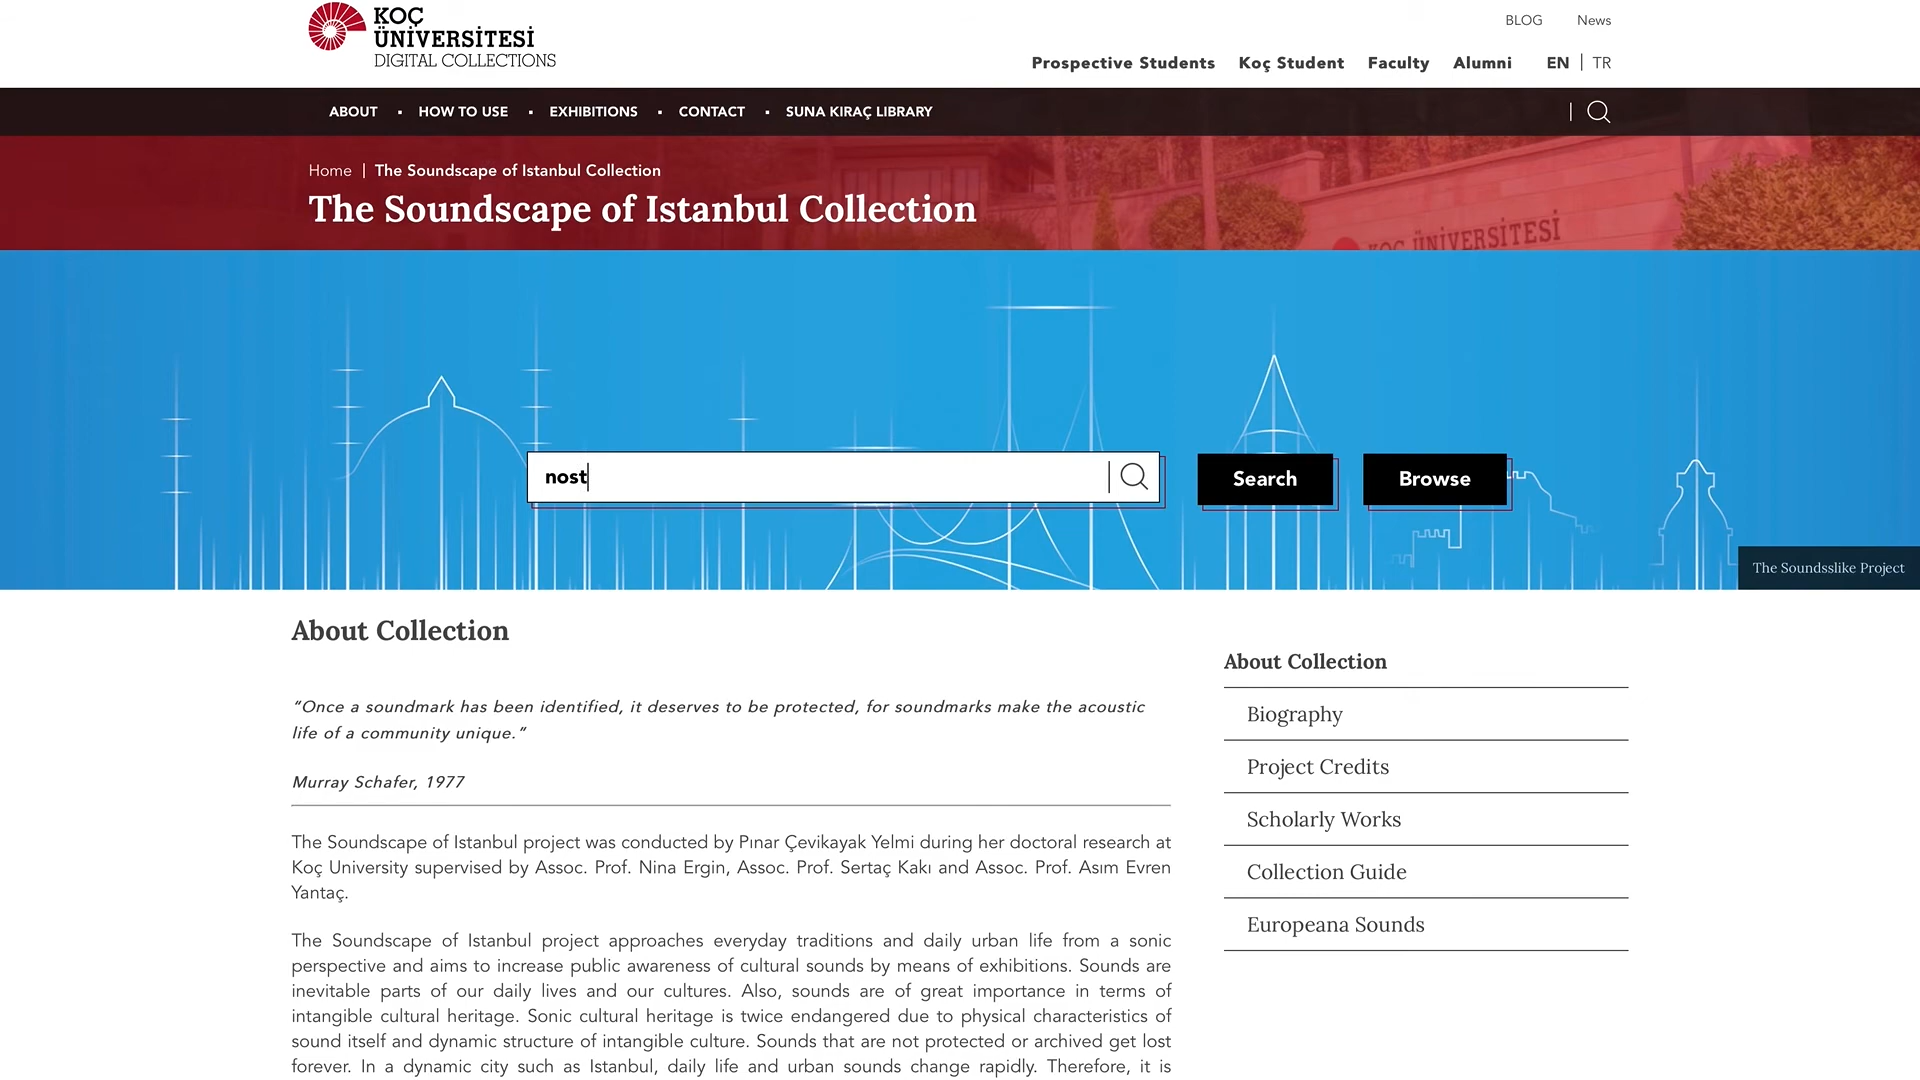 KOÇ
ÜNİVERSİTESİ
DIGITAL COLLECTIONS
BLOG News
Prospective Students Koç Student Faculty Alumni EN | TR
ABOUT ▪ HOW TO USE ▪ EXHIBITIONS ▪ CONTACT ▪ SUNA KIRAÇ LIBRARY
Home | The Soundscape of Istanbul Collection
The Soundscape of Istanbul Collection
KOÇ ÜNİVERSİTESİ
nost
Search
Browse
The Soundsslike Project
About Collection
“Once a soundmark has been identified, it deserves to be protected, for soundmarks make the acoustic
life of a community unique.”
Murray Schafer, 1977
The Soundscape of Istanbul project was conducted by Pınar Çevikayak Yelmi during her doctoral research at
Koç University supervised by Assoc. Prof. Nina Ergin, Assoc. Prof. Sertaç Kakı and Assoc. Prof. Asım Evren
Yantaç.
The Soundscape of Istanbul project approaches everyday traditions and daily urban life from a sonic
perspective and aims to increase public awareness of cultural sounds by means of exhibitions. Sounds are
inevitable parts of our daily lives and our cultures. Also, sounds are of great importance in terms of
intangible cultural heritage. Sonic cultural heritage is twice endangered due to physical characteristics of
sound itself and dynamic structure of intangible culture. Sounds that are not protected or archived get lost
forever. In a dynamic city such as Istanbul, daily life and urban sounds change rapidly. Therefore, it is
About Collection
Biography
Project Credits
Scholarly Works
Collection Guide
Europeana Sounds